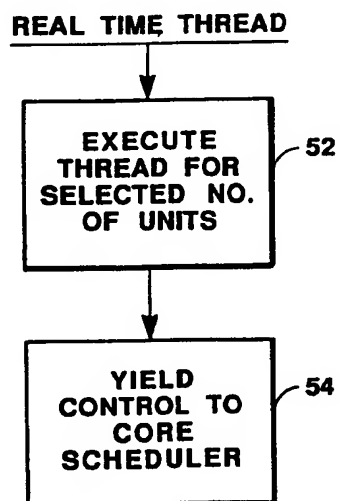 REAL TIME THREAD
EXECUTE
THREAD FOR
SELECTED NO.
OF UNITS
52
YIELD
CONTROL TO
CORE
SCHEDULER
54